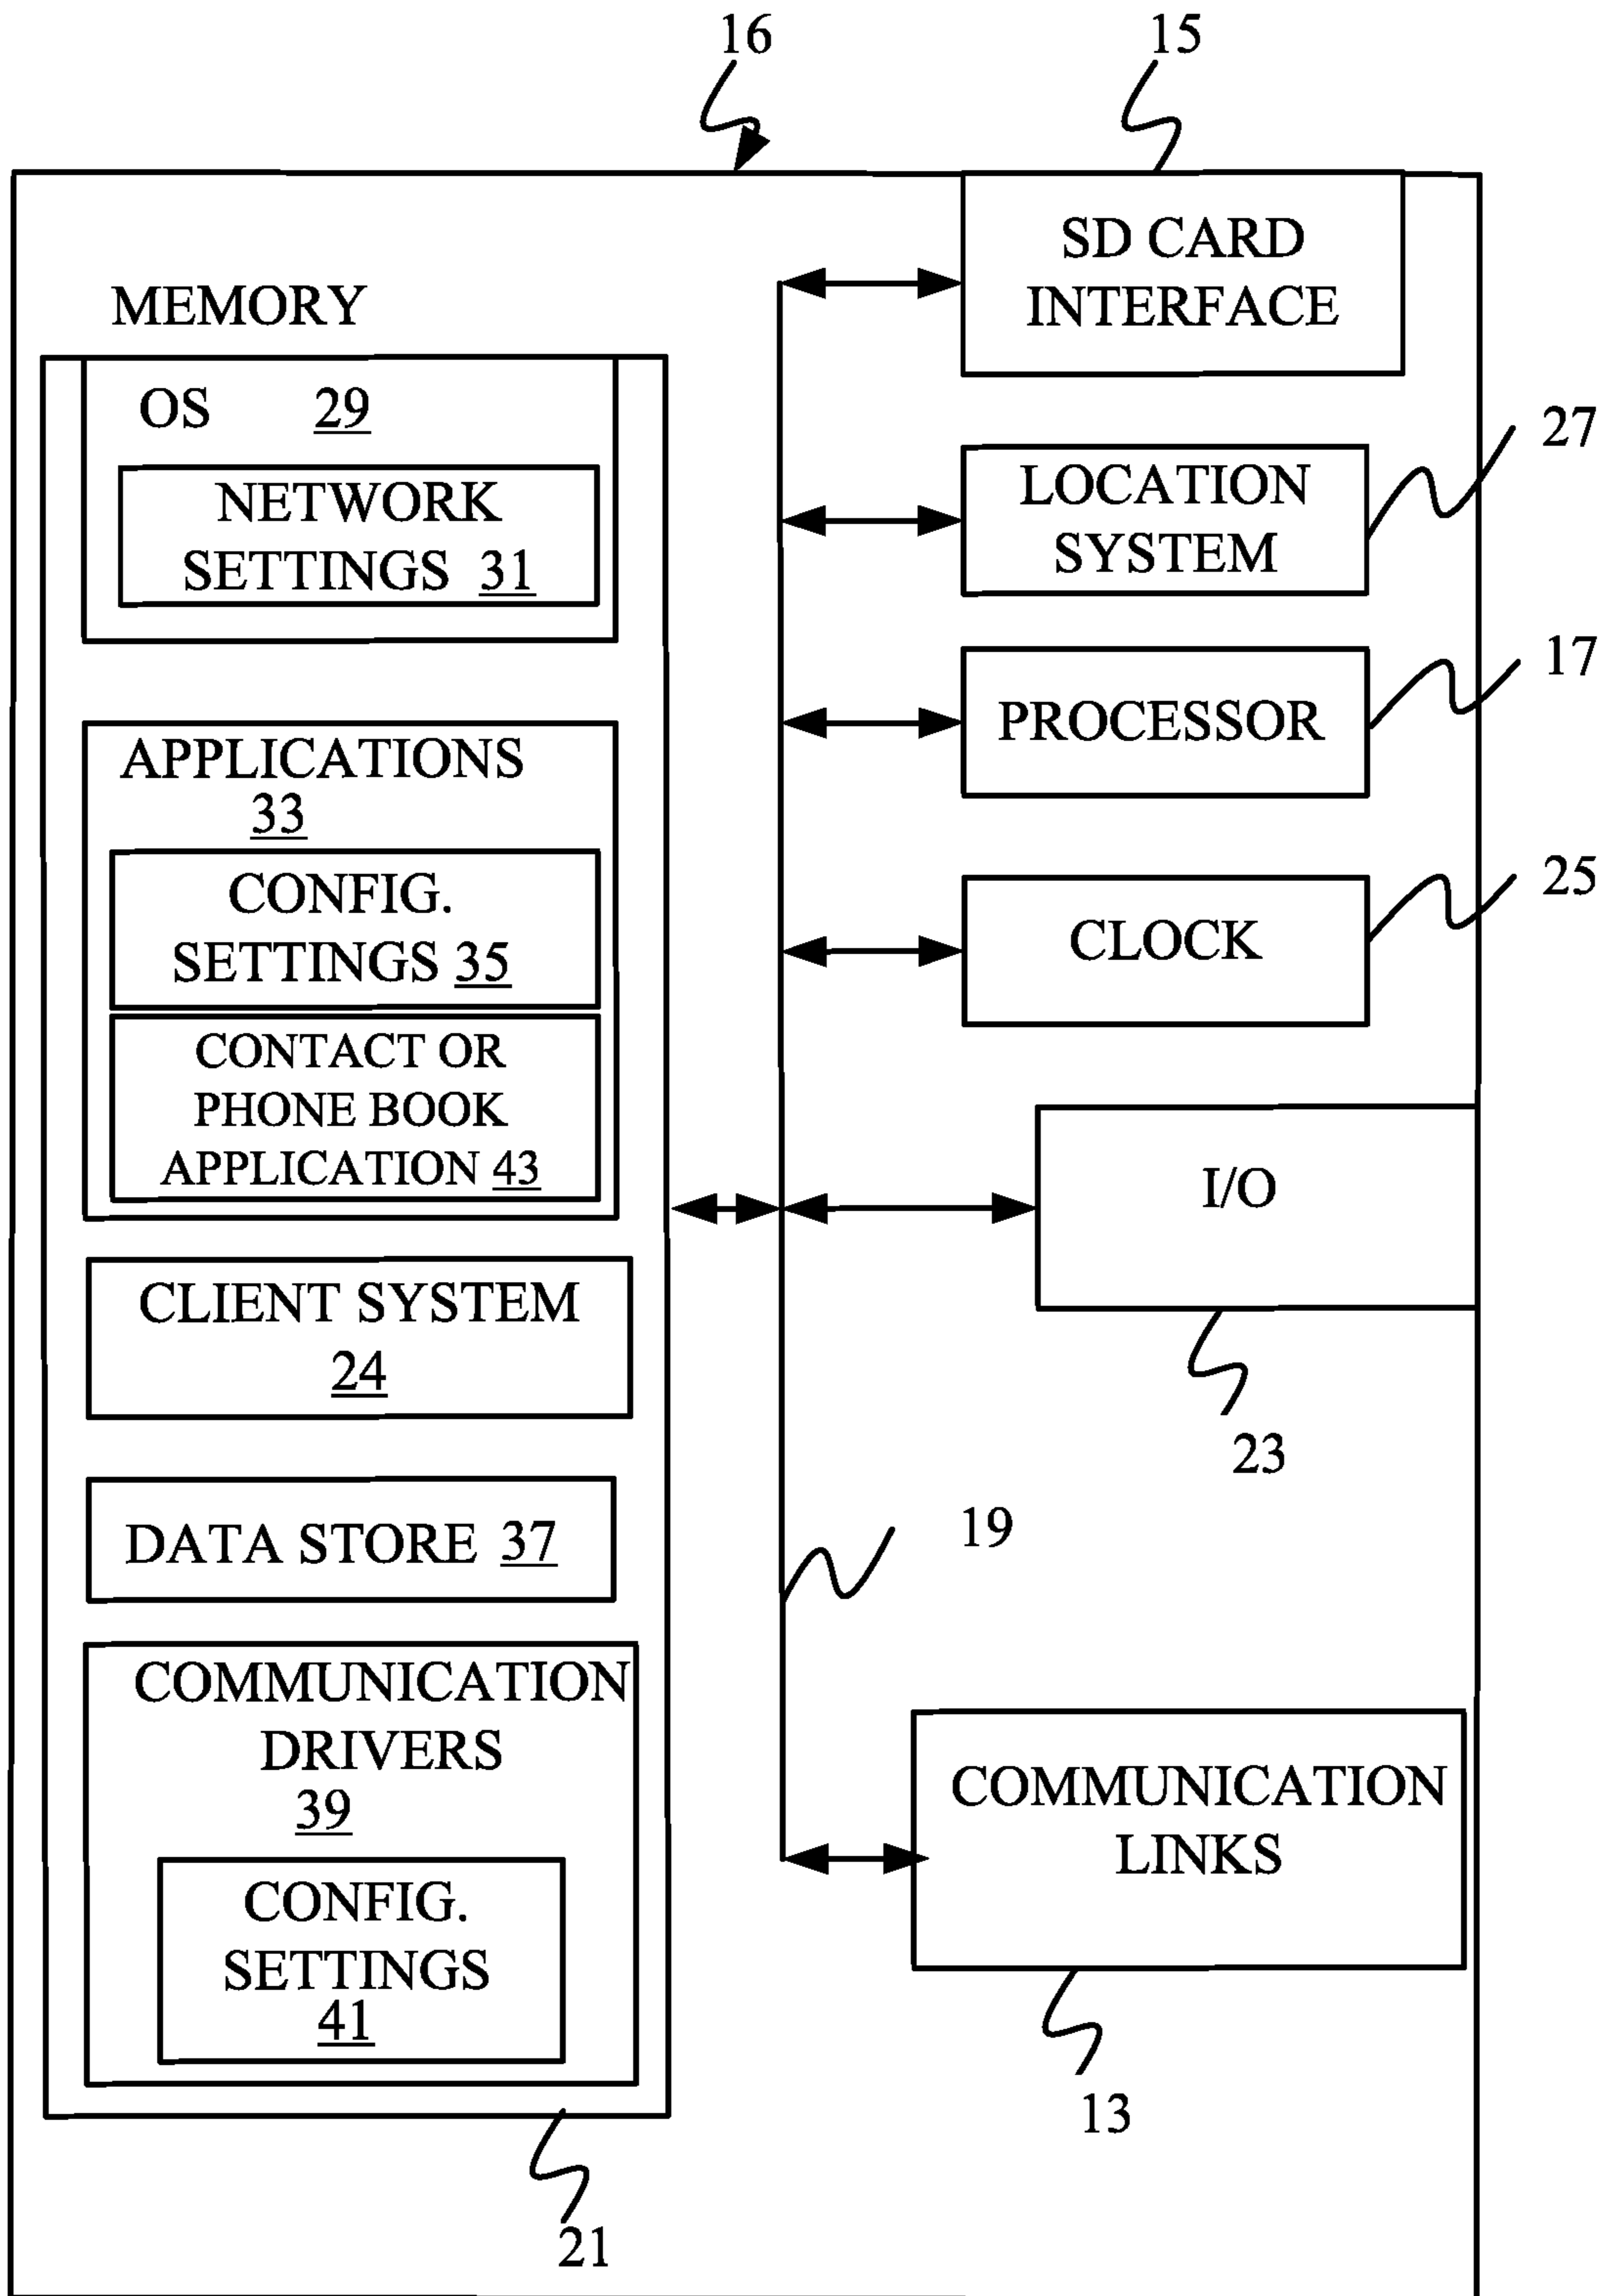 16
15
SD CARD
INTERFACE
MEMORY
OS 29
NETWORK
SETTINGS 31
27
LOCATION
SYSTEM
17
PROCESSOR
APPLICATIONS
33
CONFIG.
SETTINGS 35
25
CLOCK
CONTACT OR
PHONE BOOK
APPLICATION 43
I/O
23
CLIENT SYSTEM
24
19
DATA STORE 37
COMMUNICATION
DRIVERS
39
CONFIG.
SETTINGS
41
COMMUNICATION
LINKS
13
21